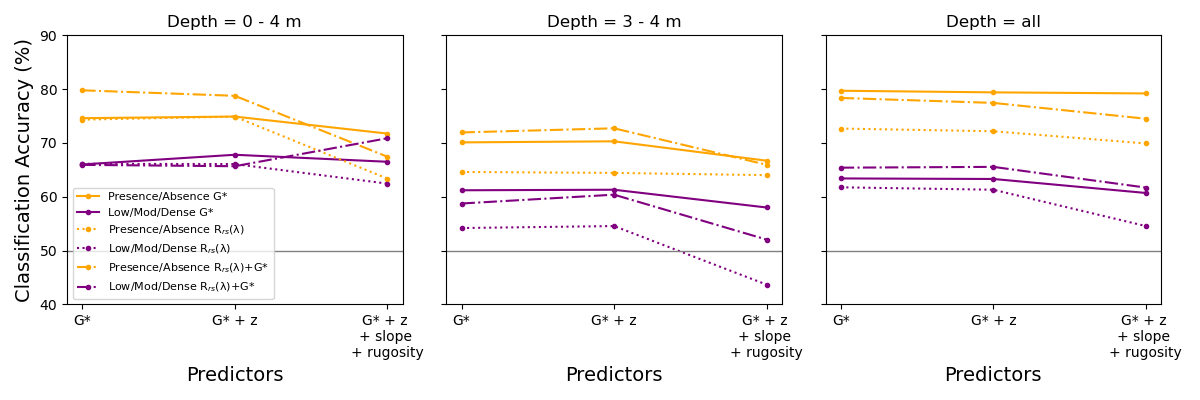 Depth = 0 - 4 m
Depth = 3 - 4 m
Depth = all
Classification Accuracy (%)
90
80
70
60
50
40
Presence/Absence G*
Low/Mod/Dense G*
Presence/Absence Rrs(λ)
Low/Mod/Dense Rrs(λ)
Presence/Absence Rrs(λ)+G*
Low/Mod/Dense Rrs(λ)+G*
G*
G* + z
G* + z
+ slope
+ rugosity
G*
G* + z
G* + z
+ slope
+ rugosity
G*
G* + z
G* + z
+ slope
+ rugosity
Predictors
Predictors
Predictors